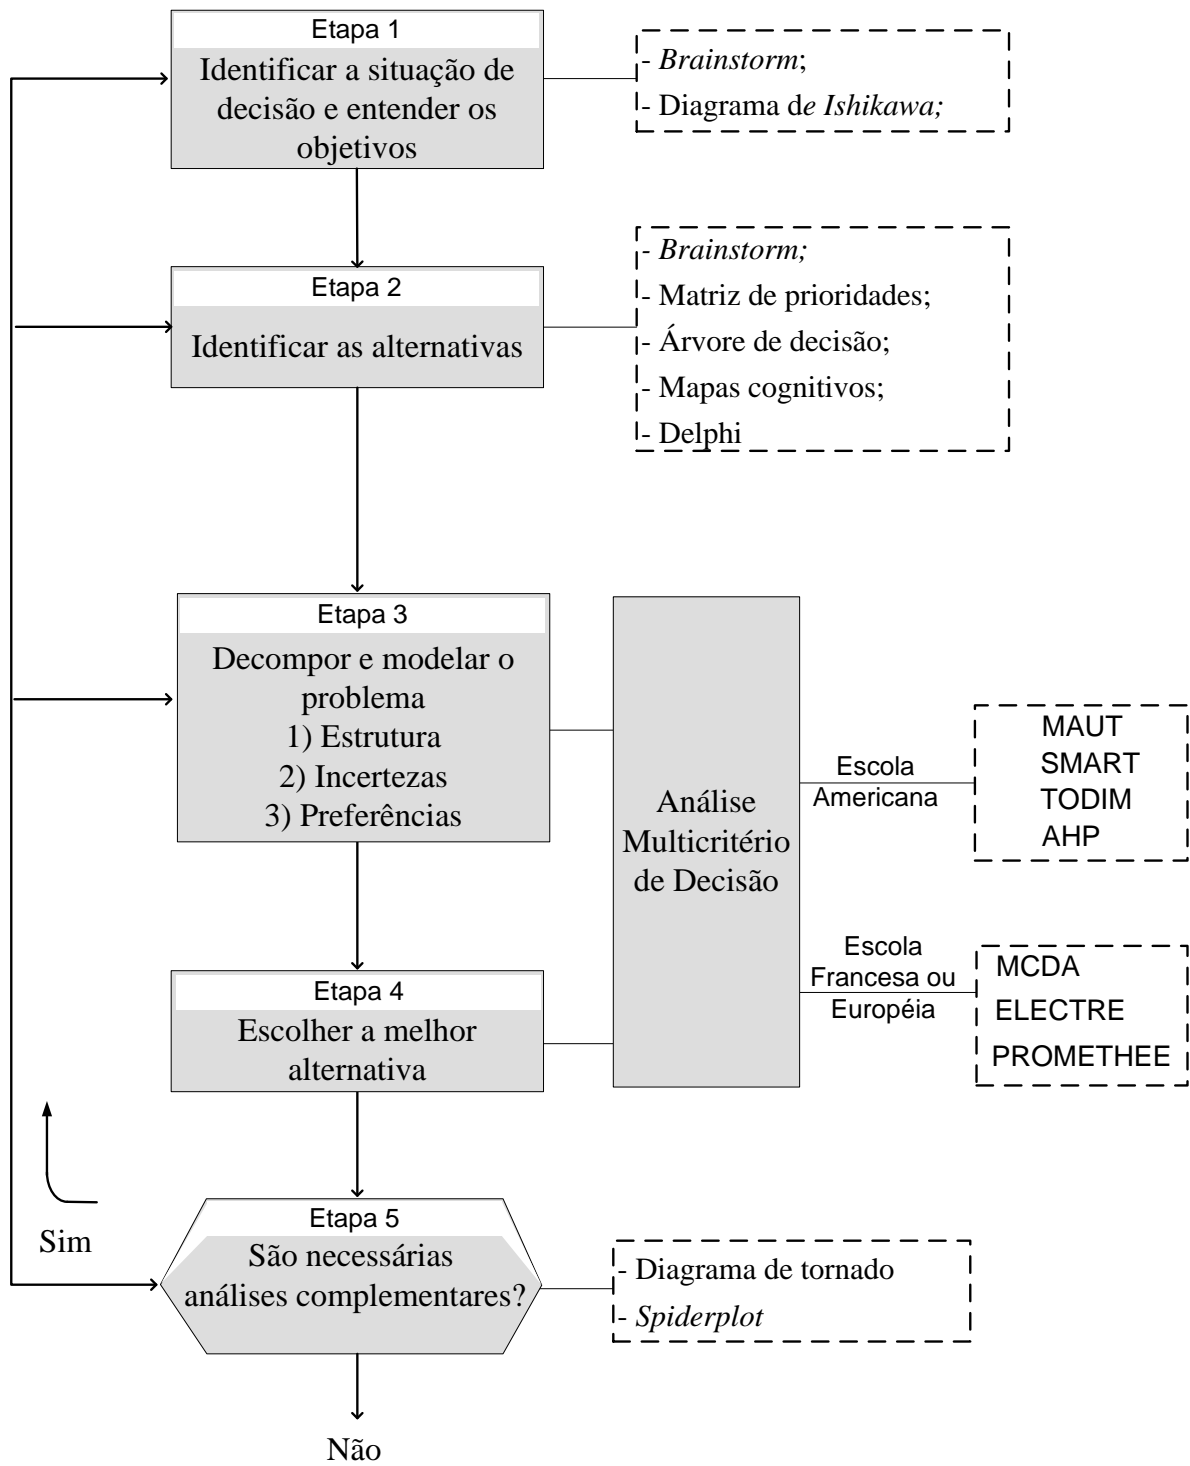 Etapa 1
Identificar a situação de
decisão e entender os
objetivos
- Brainstorm;
- Diagrama de Ishikawa;
Etapa 2
Identificar as alternativas
- Brainstorm;
- Matriz de prioridades;
- Árvore de decisão;
- Mapas cognitivos;
- Delphi
Etapa 3
Decompor e modelar o
problema
1) Estrutura
2) Incertezas
3) Preferências
Análise
Multicritério
de Decisão
Escola
Americana
MAUT
SMART
TODIM
AHP
Escola
Francesa ou
Européia
MCDA
ELECTRE
PROMETHEE
Etapa 4
Escolher a melhor
alternativa
Sim
Etapa 5
São necessárias
análises complementares?
- Diagrama de tornado
- Spiderplot
Não